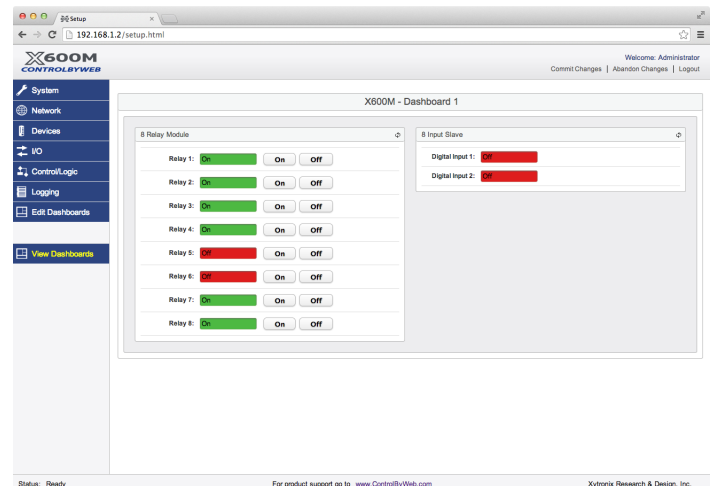 Setup
192.168.1.2/setup.html
X600M
CONTROLBYWEB
Welcome: Administrator
Commit Changes | Abandon Changes | Logout
System
Network
Devices
I/O
Control/Logic
Logging
Edit Dashboards
View Dashboards
X600M - Dashboard 1
8 Relay Module
Relay 1: On On Off
Relay 2: On On Off
Relay 3: On On Off
Relay 4: On On Off
Relay 5: Off On Off
Relay 6: Off On Off
Relay 7: On On Off
Relay 8: On On Off
8 Input Slave
Digital Input 1: Off
Digital Input 2: Off
Status: Ready
For product support go to www.ControlByWeb.com
Xytronix Research & Design, Inc.